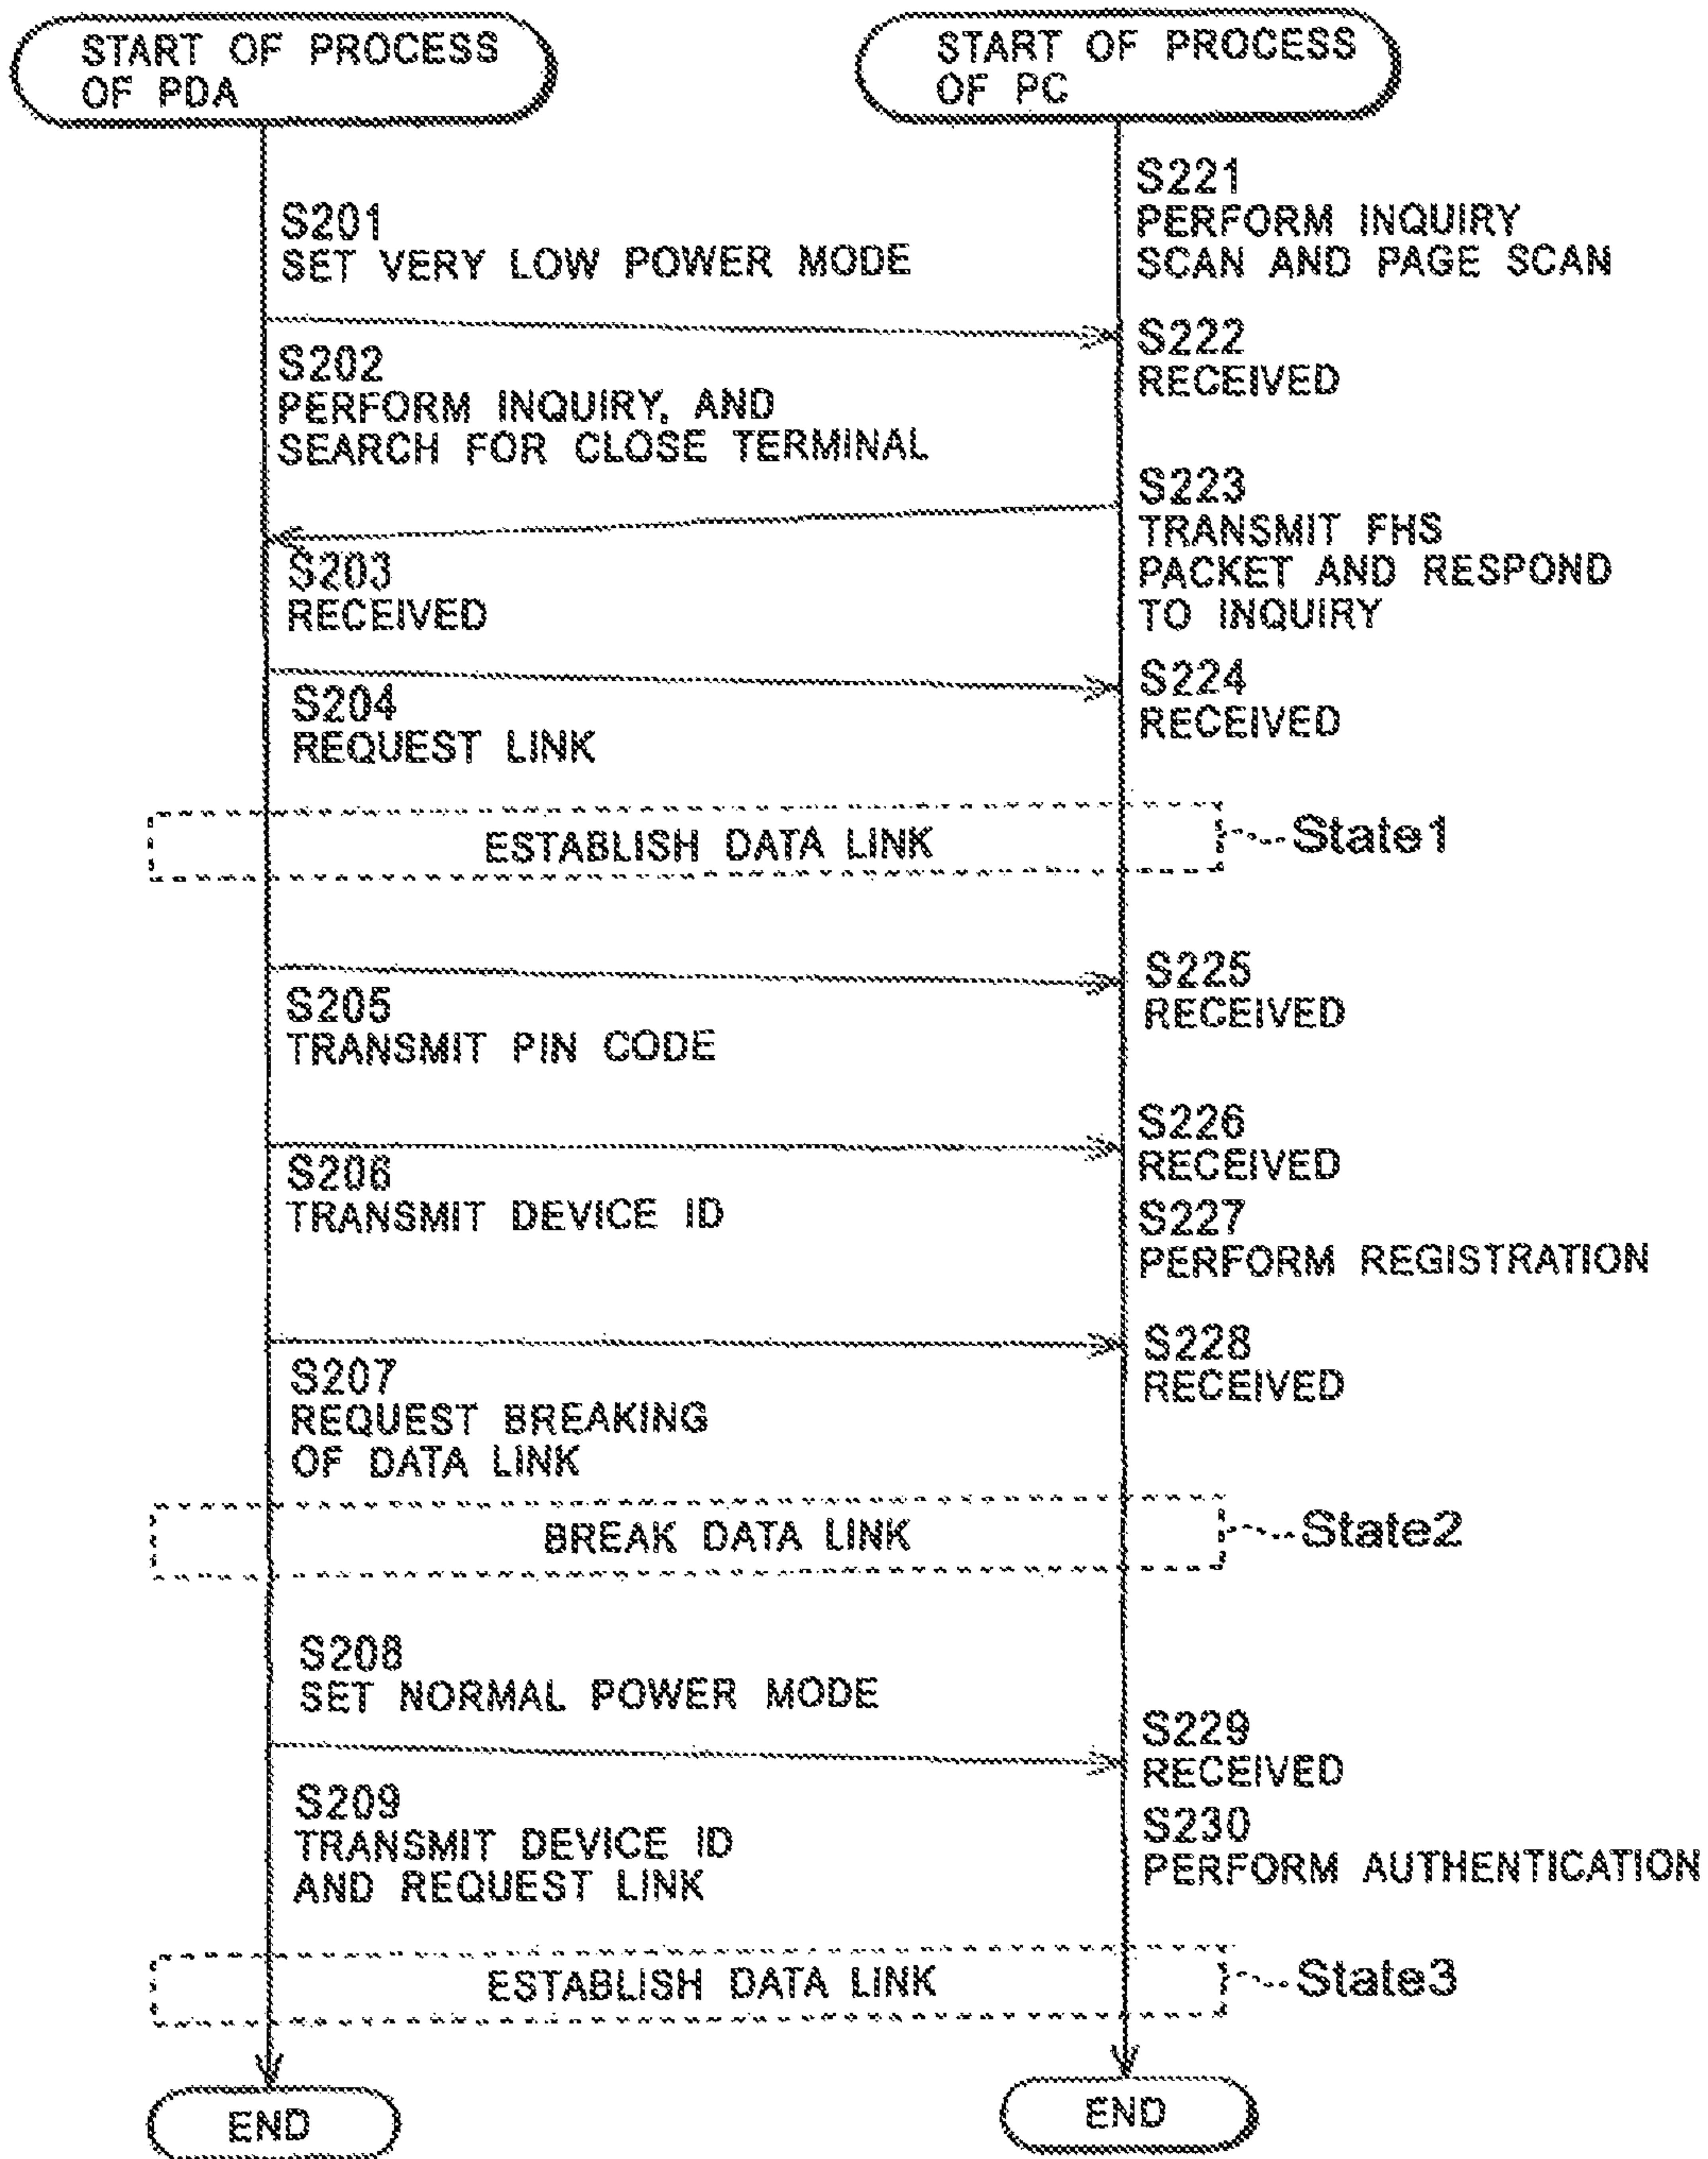 START OF PROCESS
OF PDA
START OF PROCESS
OF PC
S221
PERFORM INQUIRY
SCAN AND PAGE SCAN
S201
SET VERY LOW POWER MODE
S222
RECEIVED
S202
PERFORM INQUIRY, AND
SEARCH FOR CLOSE TERMINAL
S223
TRANSMIT FHS
PACKET AND RESPOND
TO INQUIRY
S203
RECEIVED
S224
RECEIVED
S204
REQUEST LINK
ESTABLISH DATA LINK
State1
S225
RECEIVED
S205
TRANSMIT PIN CODE
S226
RECEIVED
S206
TRANSMIT DEVICE ID
S227
PERFORM REGISTRATION
S228
RECEIVED
S207
REQUEST BREAKING
OF DATA LINK
BREAK DATA LINK
State2
S208
SET NORMAL POWER MODE
S229
RECEIVED
S209
TRANSMIT DEVICE ID
AND REQUEST LINK
S230
PERFORM AUTHENTICATION
ESTABLISH DATA LINK
State3
END
END